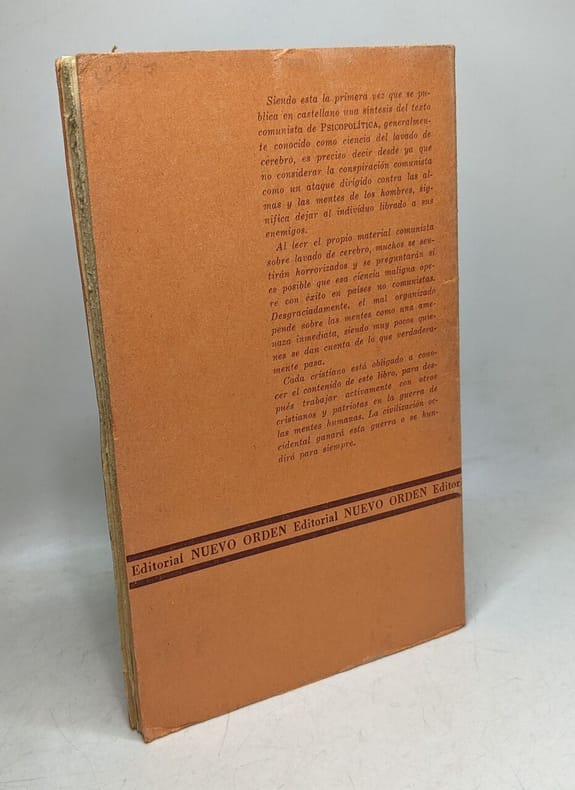 Siendo esta la primera vez que se pu-
blica en castellano una síntesis del texto
comunista de PSICOPOLÍTICA, generalmen-
te conocido como ciencia del lavado de
cerebro, es preciso decir desde ya que
no considerar la conspiración comunista
como un ataque dirigido contra las al-
mas y las mentes de los hombres, sig-
nifica dejar al individuo librado a sus
enemigos.
Al leer el propio material comunista
sobre lavado de cerebro, muchos se sen-
tirán horrorizados y se preguntarán si
es posible que esa ciencia maligna ope-
re con éxito en países no comunistas.
Desgraciadamente, el mal organizado
pende sobre las mentes como una ame-
naza inmediata, siendo muy pocos quie-
nes se dan cuenta de lo que verdadera-
mente pasa.
Cada cristiano está obligado a cono-
cer el contenido de este libro, para des-
pués trabajar activamente con otros
cristianos y patriotas en la guerra de
las mentes humanas. La civilización oc-
cidental ganará esta guerra o se hun-
dirá para siempre.
Editorial NUEVO ORDEN Editorial NUEVO ORDEN Editor